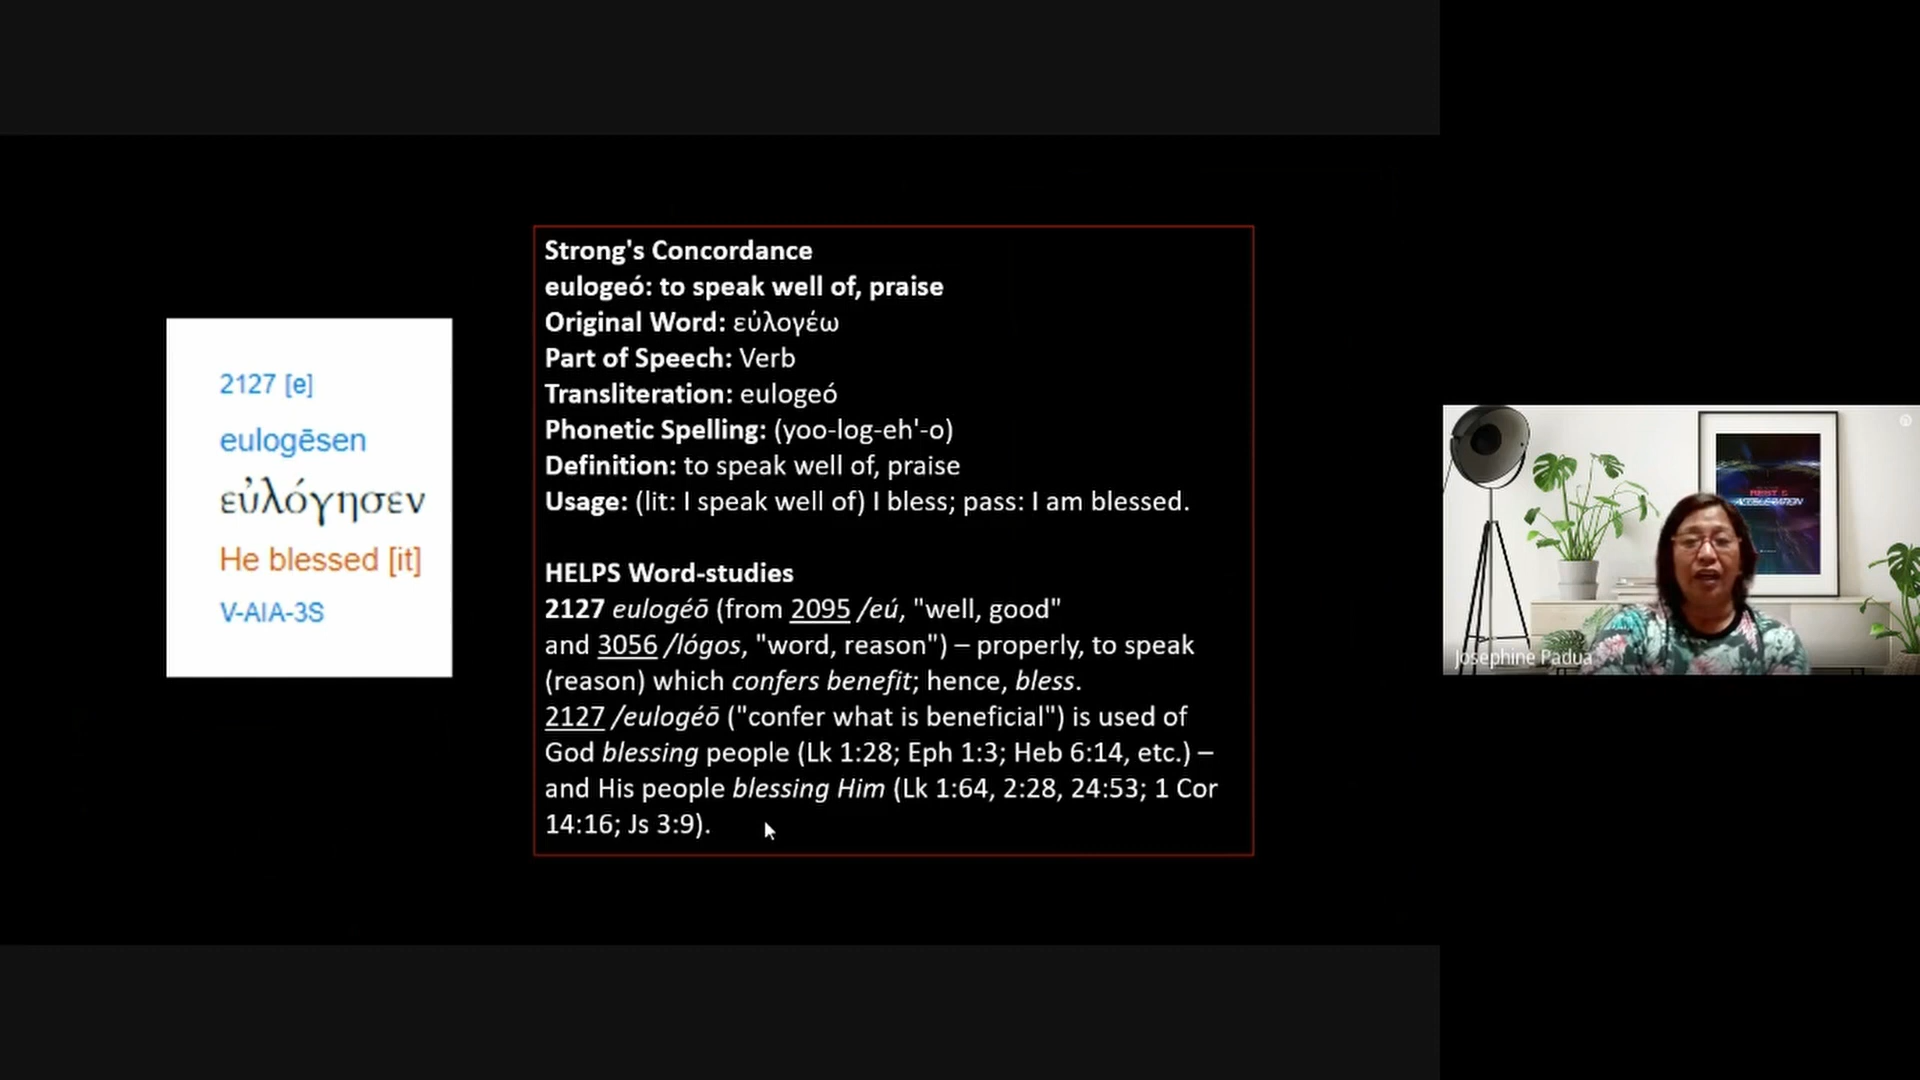 2127 [e]
eulogēsen
εὐλόγησεν
He blessed [it]
V-AIA-3S
Strong's Concordance
eulogeó: to speak well of, praise
Original Word: εὐλογέω
Part of Speech: Verb
Transliteration: eulogeó
Phonetic Spelling: (yoo-log-eh'-o)
Definition: to speak well of, praise
Usage: (lit: I speak well of) I bless; pass: I am blessed.
HELPS Word-studies
2127 eulogéō (from 2095 /eú, "well, good"
and 3056 /lógos, "word, reason") – properly, to speak
(reason) which confers benefit; hence, bless.
2127 /eulogéō ("confer what is beneficial") is used of
God blessing people (Lk 1:28; Eph 1:3; Heb 6:14, etc.) –
and His people blessing Him (Lk 1:64, 2:28, 24:53; 1 Cor
14:16; Js 3:9).
REST &
ACCELERATION
Josephine Padua